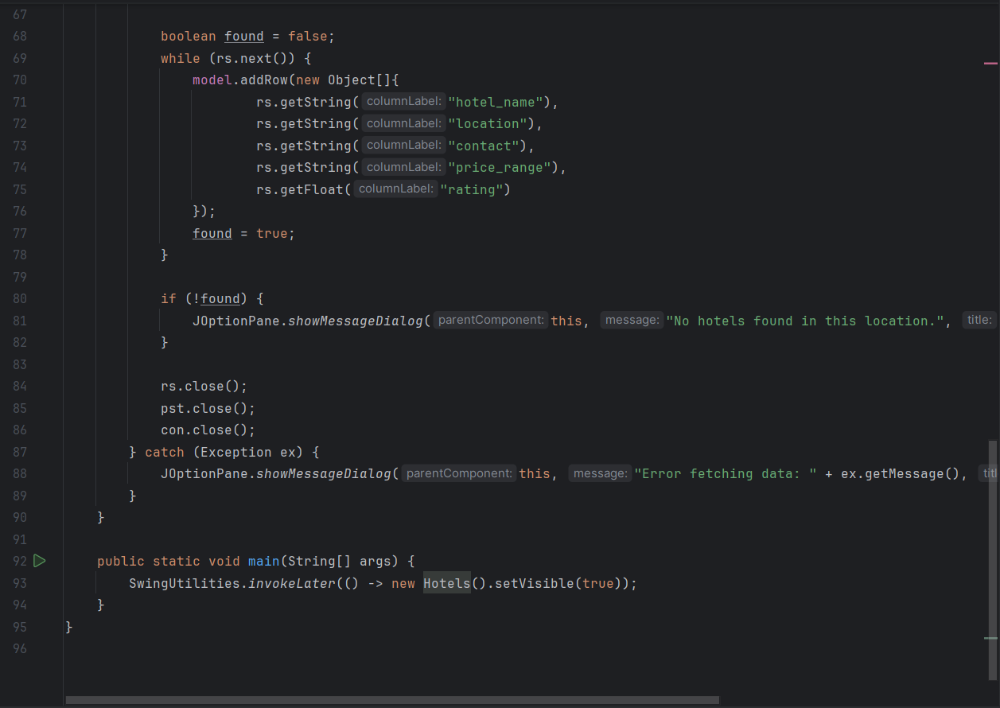 67
68 boolean found = false;
69 while (rs.next()) {
70 model.addRow(new Object[]{
71 rs.getString( columnLabel: "hotel_name"),
72 rs.getString( columnLabel: "location"),
73 rs.getString( columnLabel: "contact"),
74 rs.getString( columnLabel: "price_range"),
75 rs.getFloat( columnLabel: "rating")
76 });
77 found = true;
78 }
79
80 if (!found) {
81 JOptionPane.showMessageDialog( parentComponent: this, message: "No hotels found in this location.", title:
82 }
83
84 rs.close();
85 pst.close();
86 con.close();
87 } catch (Exception ex) {
88 JOptionPane.showMessageDialog( parentComponent: this, message: "Error fetching data: " + ex.getMessage(), titl
89 }
90 }
91
92 public static void main(String[] args) {
93 SwingUtilities.invokeLater(() -> new Hotels().setVisible(true));
94 }
95 }
96